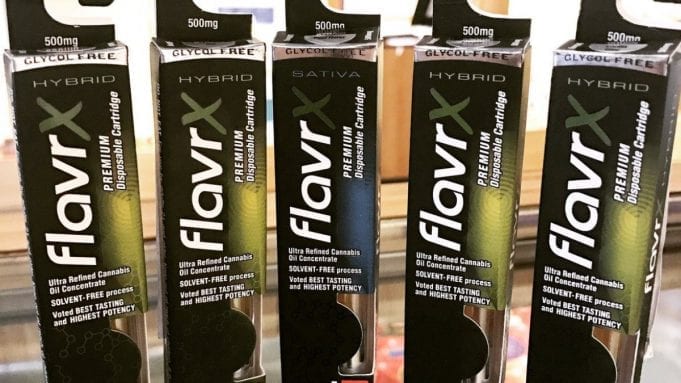 500mg
GLYCOL FREE
HYBRID
flavrx
PREMIUM
Disposable Cartridge
Ultra Refined Cannabis
Oil Concentrate
SOLVENT-FREE process
Voted BEST TASTING
and HIGHEST POTENCY
500mg
GLYCOL FREE
HYBRID
flavrx
PREMIUM
Disposable Cartridge
Ultra Refined Cannabis
Oil Concentrate
SOLVENT-FREE process
Voted BEST TASTING
and HIGHEST POTENCY
500mg
GLYCOL FREE
SATIVA
flavrx
PREMIUM
Disposable Cartridge
Ultra Refined Cannabis
Oil Concentrate
SOLVENT-FREE process
Voted BEST TASTING
and HIGHEST POTENCY
500mg
GLYCOL FREE
HYBRID
flavrx
PREMIUM
Disposable Cartridge
Ultra Refined Cannabis
Oil Concentrate
SOLVENT-FREE process
Voted BEST TASTING
and HIGHEST POTENCY
500mg
GLYCOL FREE
HYBRID
flavrx
PREMIUM
Disposable Cartridge
Ultra Refined Cannabis
Oil Concentrate
SOLVENT-FREE process
Voted BEST TASTING
and HIGHEST POTENCY